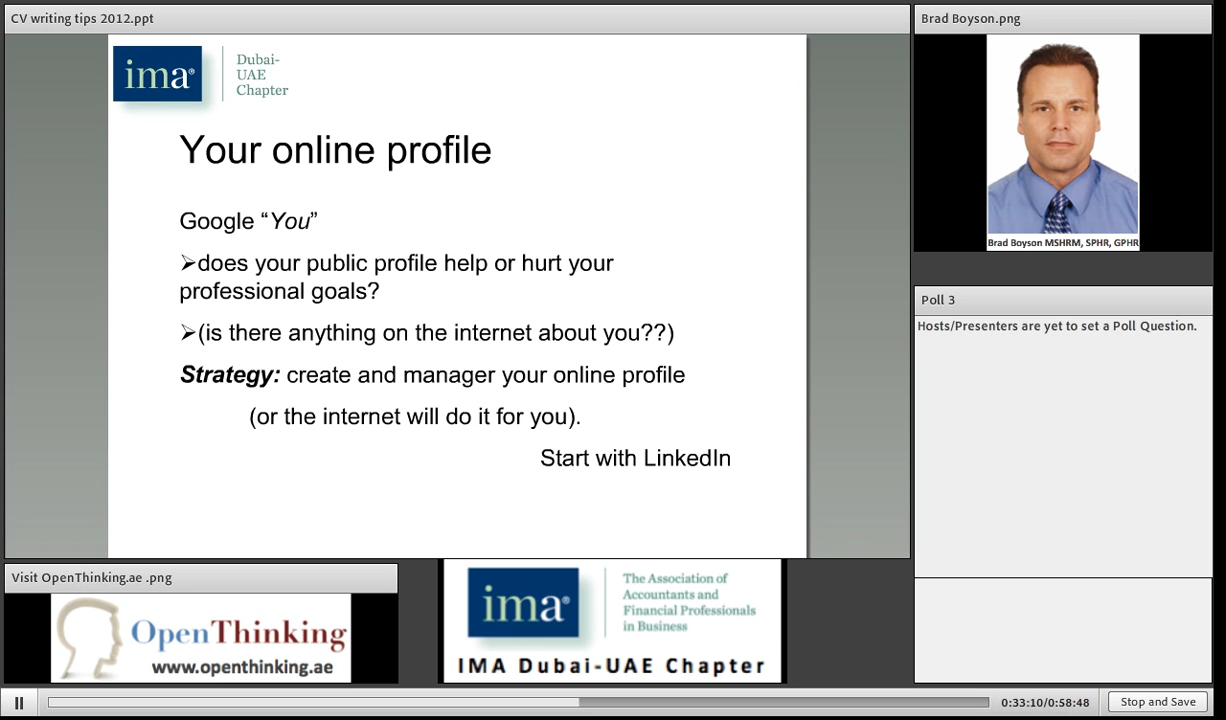 CV writing tips 2012.ppt
ima®
Dubai-
UAE
Chapter
Your online profile
Google “You”
➢does your public profile help or hurt your
professional goals?
➢(is there anything on the internet about you??)
Strategy: create and manager your online profile
(or the internet will do it for you).
Start with LinkedIn
Brad Boyson.png
Brad Boyson MSHRM, SPHR, GPHR
Poll 3
Hosts/Presenters are yet to set a Poll Question.
Visit OpenThinking.ae .png
OpenThinking
www.openthinking.ae
ima®
The Association of
Accountants and
Financial Professionals
in Business
IMA Dubai-UAE Chapter
0:33:10/0:58:48
Stop and Save